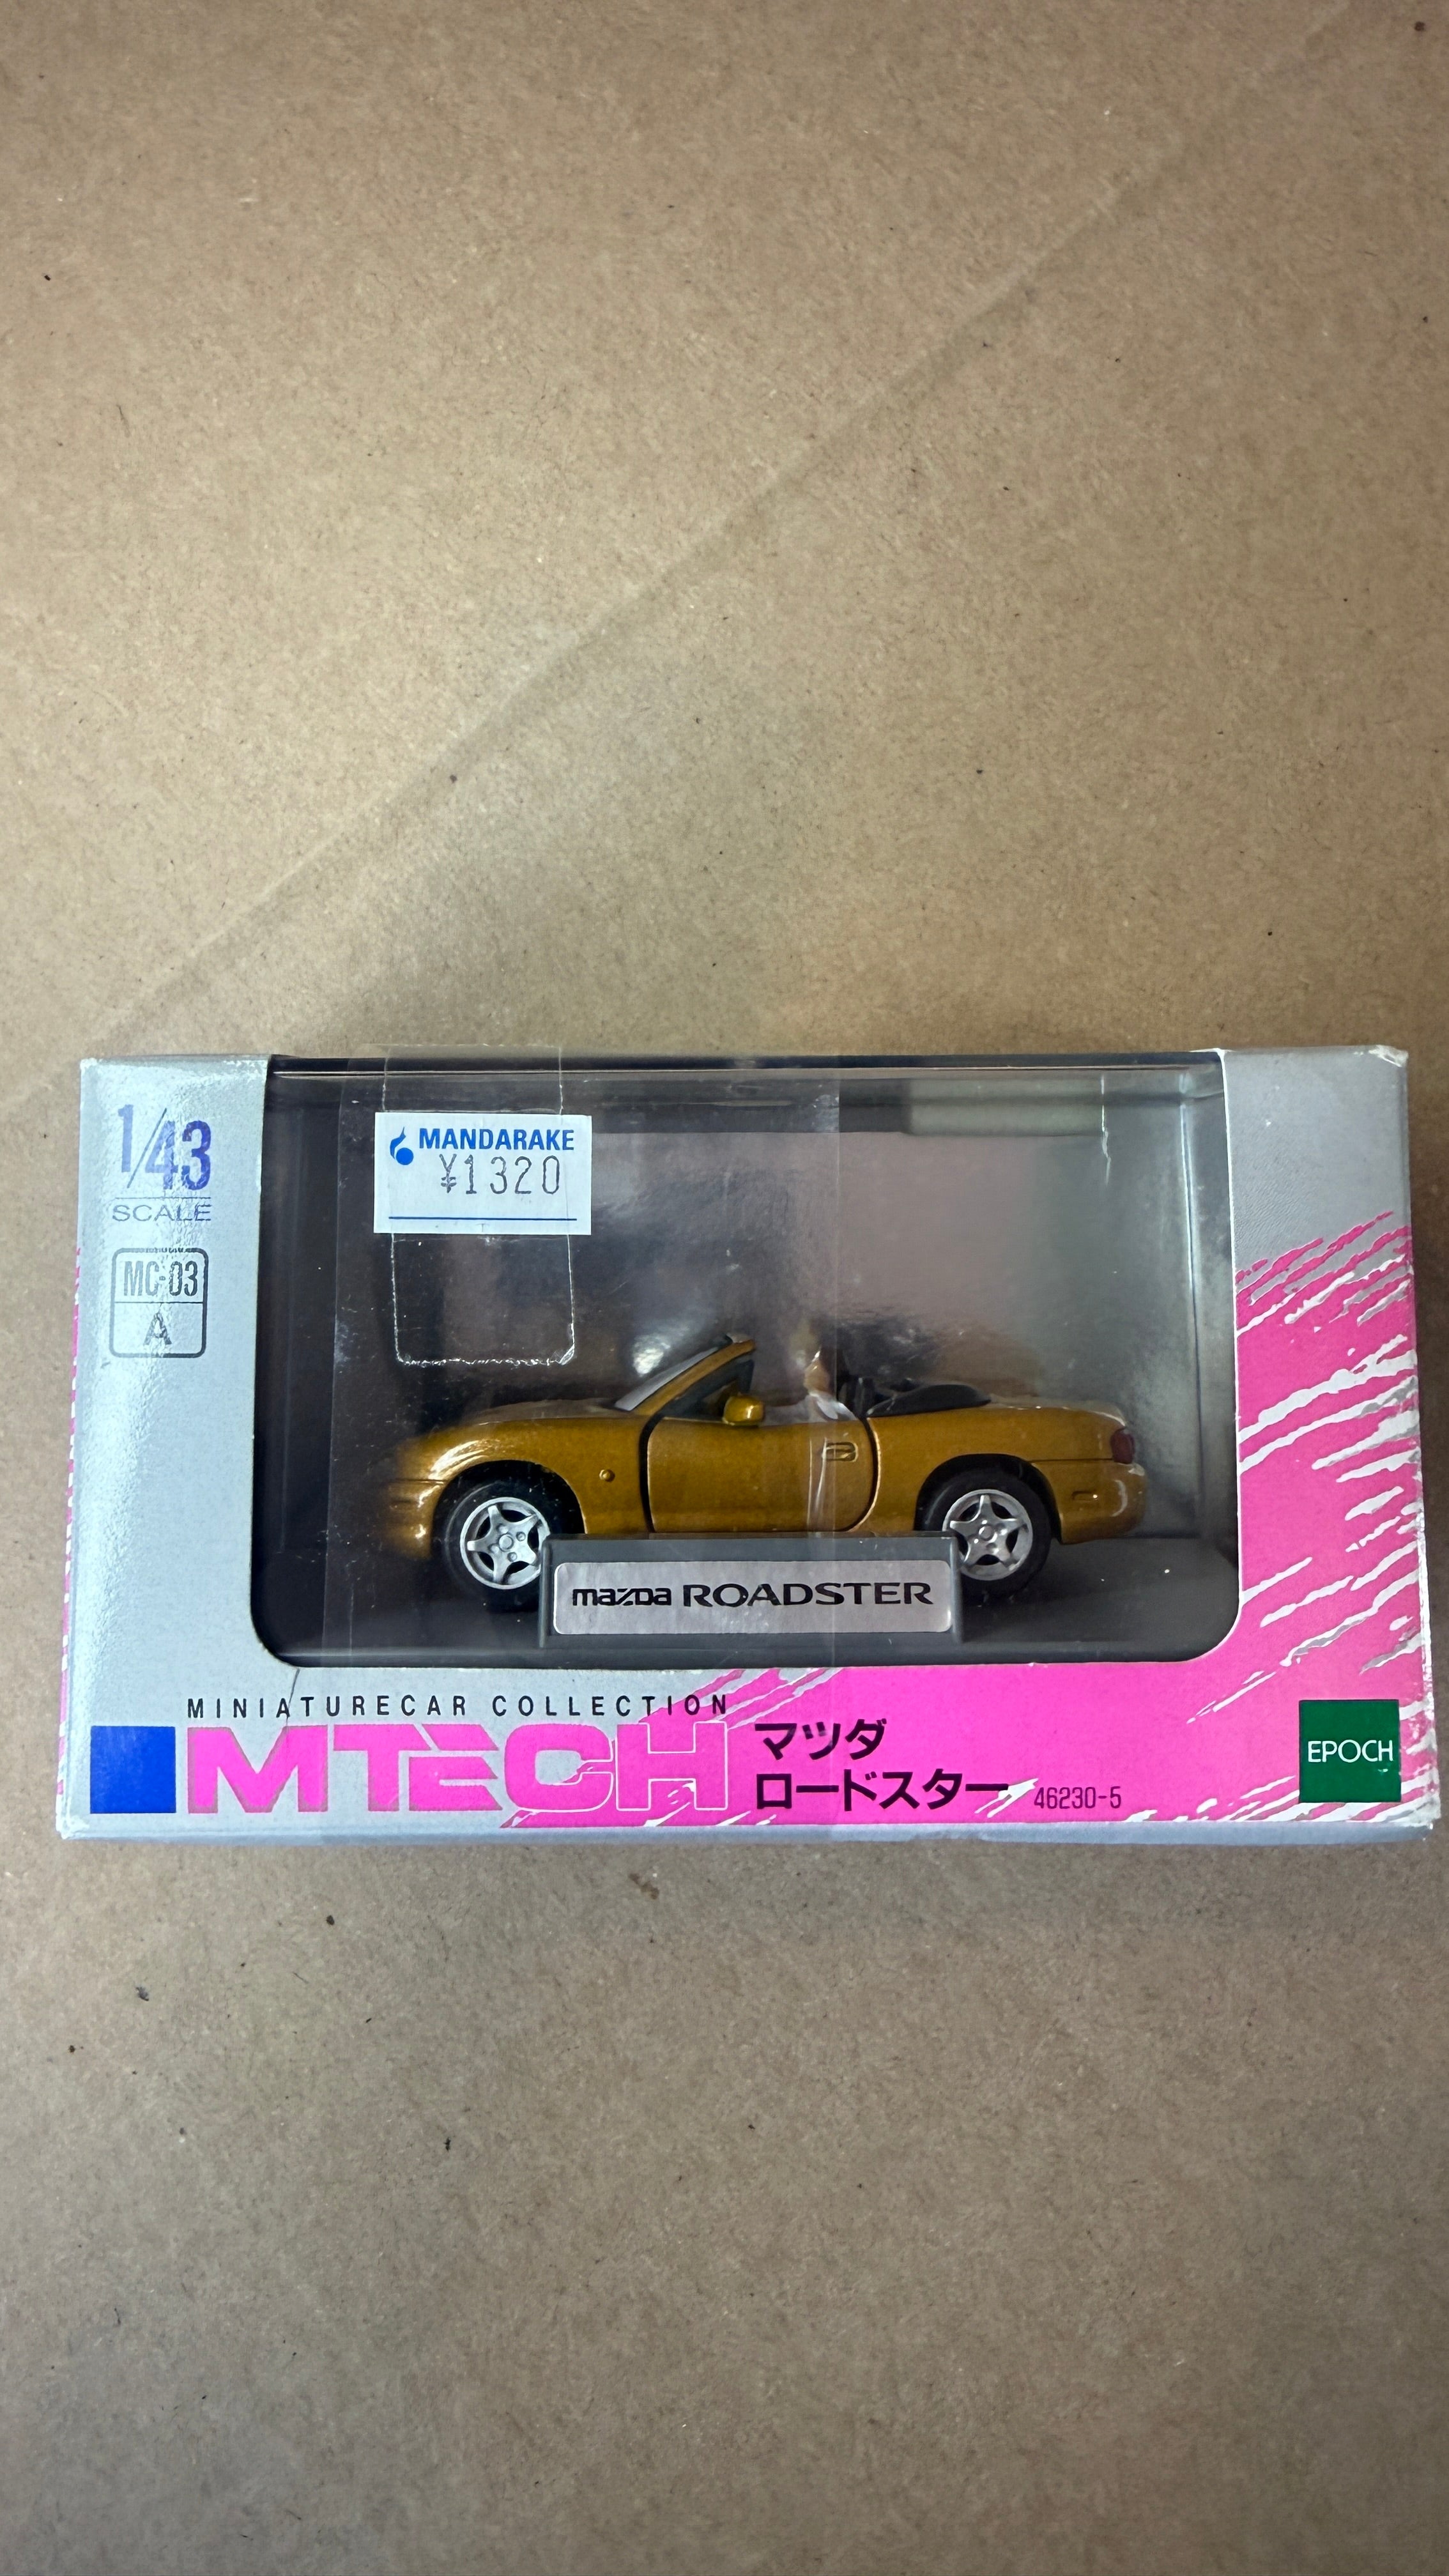 1/43
SCALE
MC-03
A
MANDARAKE
¥1320
mazda ROADSTER
MINIATURECAR COLLECTION
MTECH
マツダ
ロードスター 46230-5
EPOCH